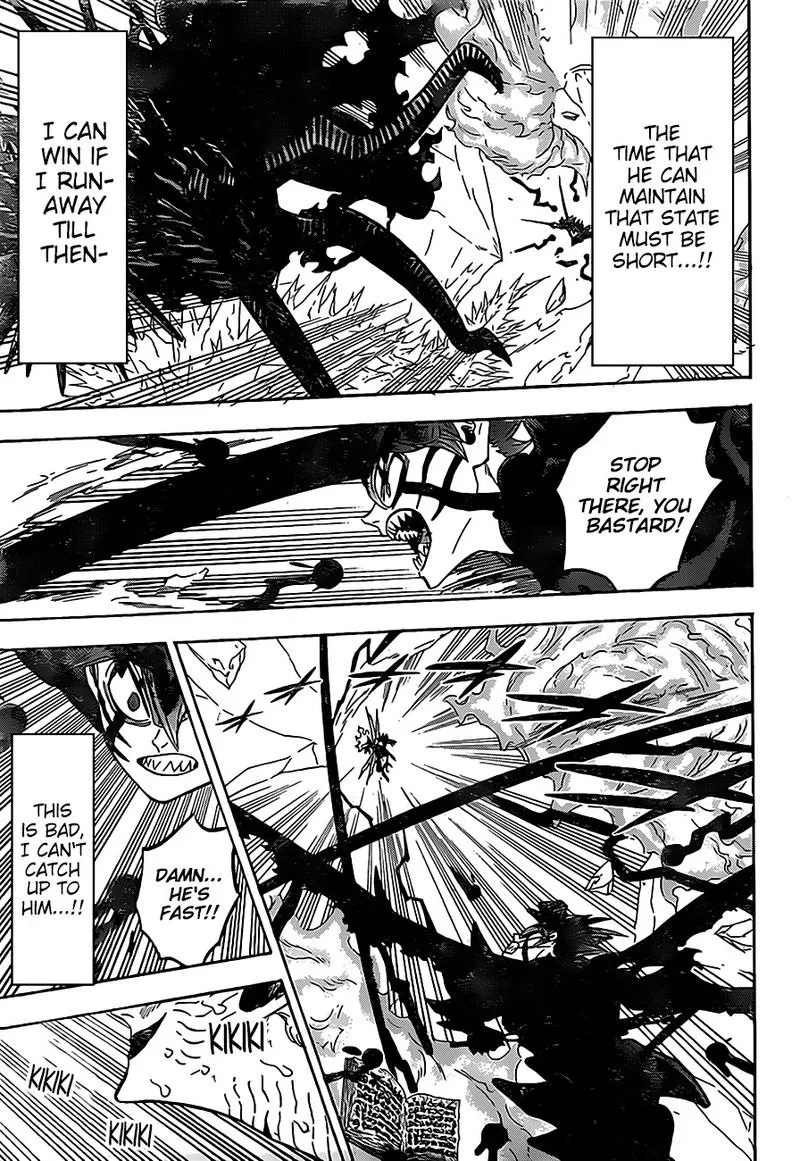 THE
TIME THAT
HE CAN
MAINTAIN
THAT STATE
MUST BE
SHORT...!!
I CAN
WIN IF
I RUN-
AWAY
TILL
THEN-
STOP
RIGHT
THERE, YOU
BASTARD!
DAMN...
HE'S
FAST!!
THIS
IS BAD,
I CAN'T
CATCH
UP TO
HIM...!!
KIKIKI
KIKIKI
KIKIKI